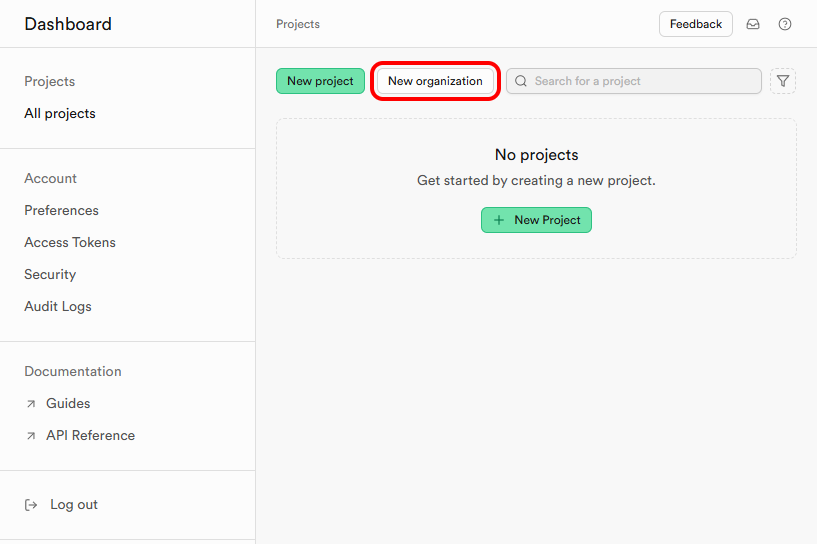 Dashboard
Projects
All projects
Account
Preferences
Access Tokens
Security
Audit Logs
Documentation
Guides
API Reference
Log out
Projects
Feedback
New project
New organization
Search for a project
No projects
Get started by creating a new project.
New Project